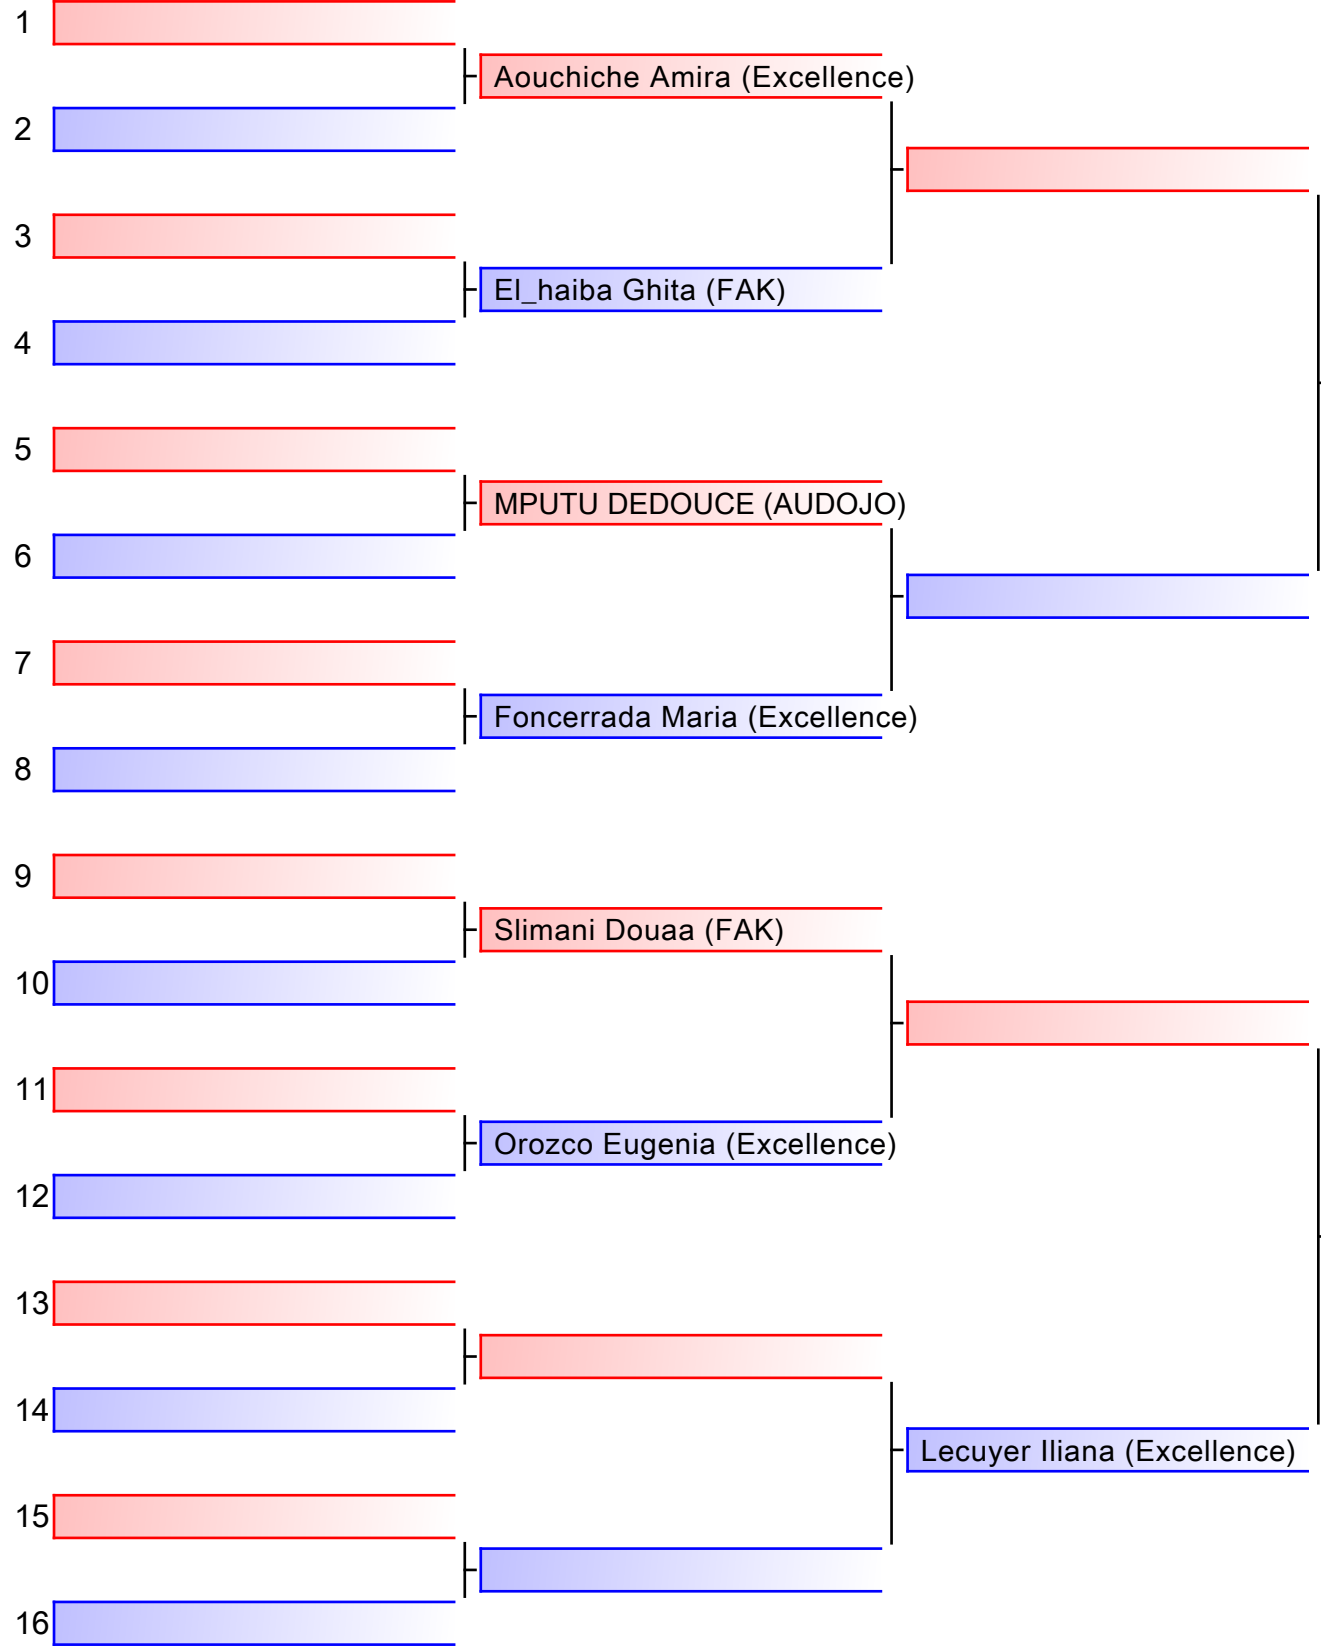 1
Aouchiche Amira (Excellence)
2
3
El_haiba Ghita (FAK)
4
5
MPUTU DEDOUCE (AUDOJO)
6
7
Foncerrada Maria (Excellence)
8
9
Slimani Douaa (FAK)
10
11
Orozco Eugenia (Excellence)
12
13
14
Lecuyer Iliana (Excellence)
15
16